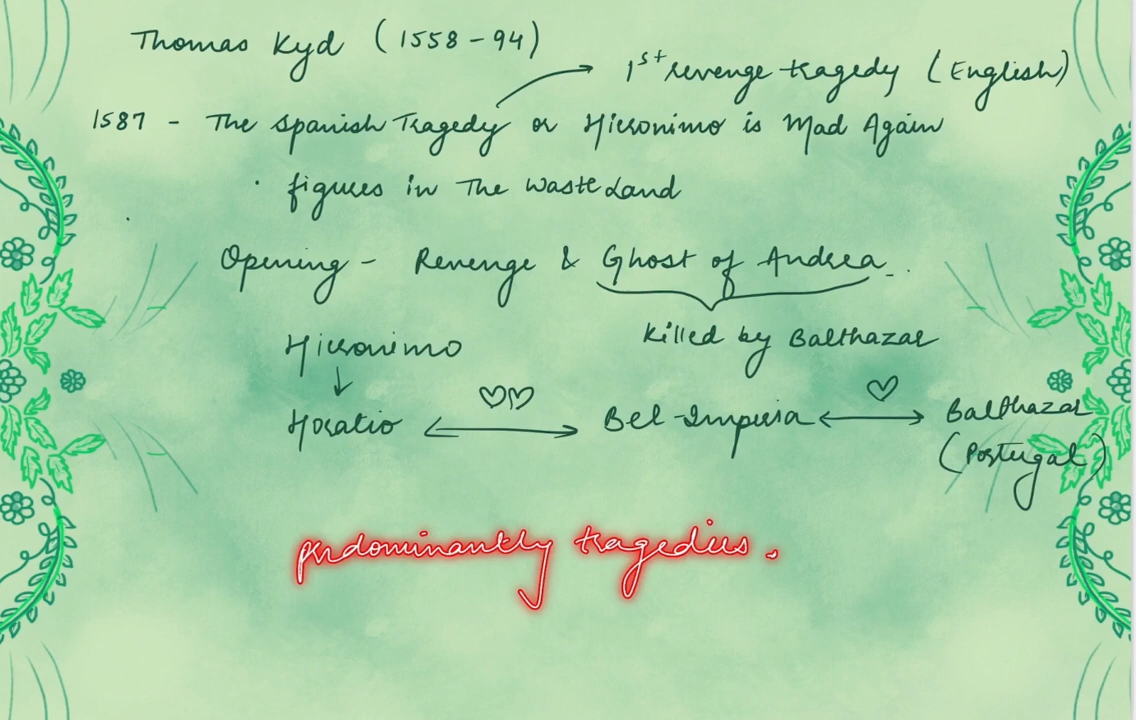 Thomas Kyd (1558-94)
1st revenge tragedy (English)
1587 - The Spanish Tragedy or Hieronimo is Mad Again
· figures in The Waste Land
Opening - Revenge & Ghost of Andrea.
killed by Balthazar
Hieronimo
Horatio Bel-Imperia Balthazar
(Portugal)
predominantly tragedies.